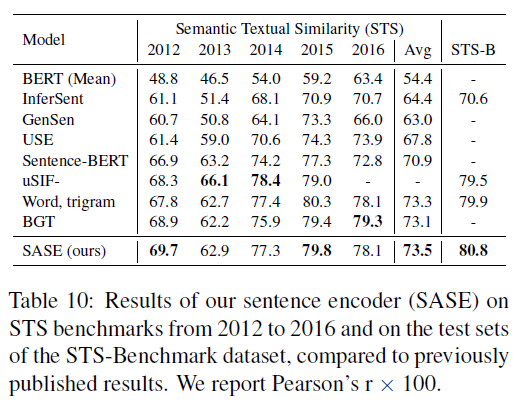 Model Semantic Textual Similarity (STS)
2012 2013 2014 2015 2016 Avg STS-B
BERT (Mean) 48.8 46.5 54.0 59.2 63.4 54.4 -
InferSent 61.1 51.4 68.1 70.9 70.7 64.4 70.6
GenSen 60.7 50.8 64.1 73.3 66.0 63.0 -
USE 61.4 59.0 70.6 74.3 73.9 67.8 -
Sentence-BERT 66.9 63.2 74.2 77.3 72.8 70.9 -
uSIF- 68.3 66.1 78.4 79.0 - - 79.5
Word, trigram 67.8 62.7 77.4 80.3 78.1 73.3 79.9
BGT 68.9 62.2 75.9 79.4 79.3 73.1 -
SASE (ours) 69.7 62.9 77.3 79.8 78.1 73.5 80.8
Table 10: Results of our sentence encoder (SASE) on
STS benchmarks from 2012 to 2016 and on the test sets
of the STS-Benchmark dataset, compared to previously
published results. We report Pearson's r × 100.